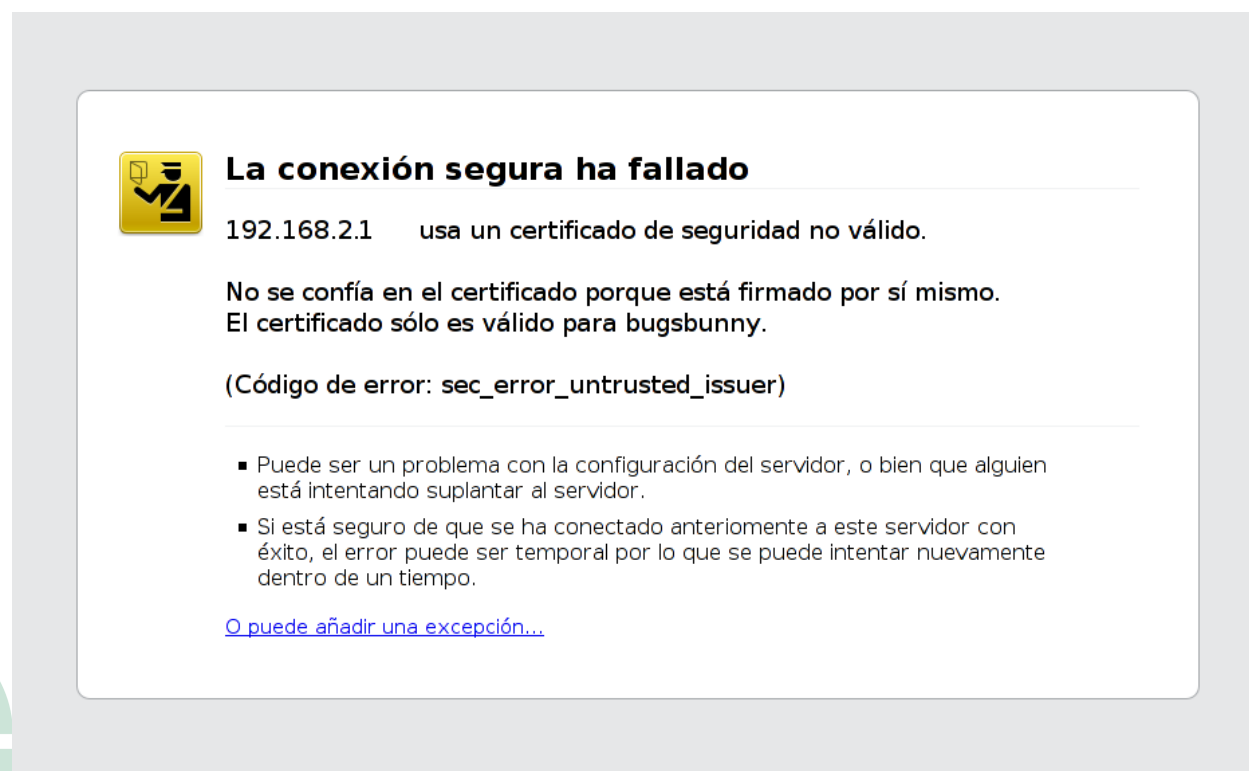 La conexión segura ha fallado
192.168.2.1 usa un certificado de seguridad no válido.
No se confía en el certificado porque está firmado por sí mismo.
El certificado sólo es válido para bugsbunny.
(Código de error: sec_error_untrusted_issuer)
Puede ser un problema con la configuración del servidor, o bien que alguien
está intentando suplantar al servidor.
Si está seguro de que se ha conectado anteriomente a este servidor con
éxito, el error puede ser temporal por lo que se puede intentar nuevamente
dentro de un tiempo.
O puede añadir una excepción...